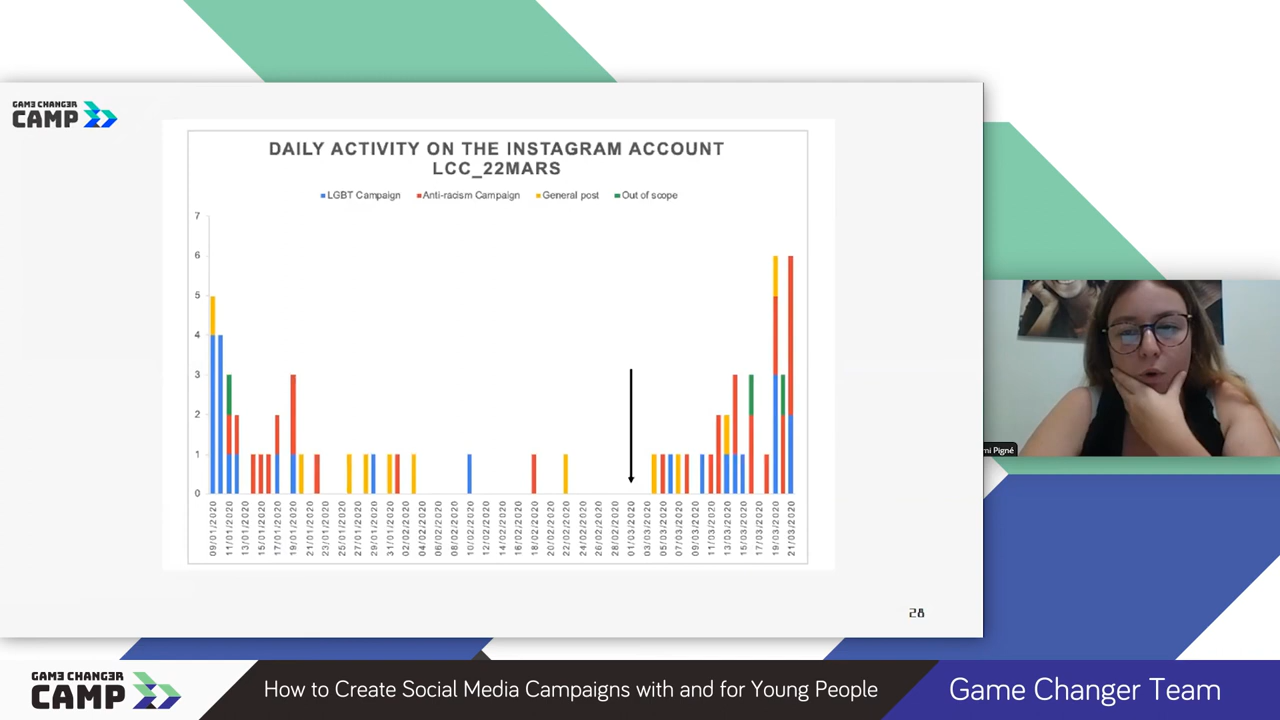 GAME CHANGER
CAMP
DAILY ACTIVITY ON THE INSTAGRAM ACCOUNT
LCC_22MARS
LGBT Campaign Anti-racism Campaign General post Out of scope
7
6
5
4
3
2
1
0
09/01/2020 11/01/2020 13/01/2020 15/01/2020 17/01/2020 19/01/2020 21/01/2020 23/01/2020 25/01/2020 27/01/2020 29/01/2020 31/01/2020 02/02/2020 04/02/2020 06/02/2020 08/02/2020 10/02/2020 12/02/2020 14/02/2020 16/02/2020 18/02/2020 20/02/2020 22/02/2020 24/02/2020 26/02/2020 28/02/2020 01/03/2020 03/03/2020 05/03/2020 07/03/2020 09/03/2020 11/03/2020 13/03/2020 15/03/2020 17/03/2020 19/03/2020 21/03/2020
28
mi Pigné
GAME CHANGER
CAMP
How to Create Social Media Campaigns with and for Young People
Game Changer Team